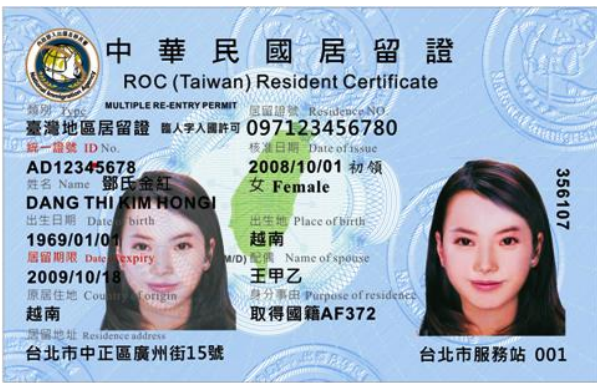 中華民國居留證
ROC (Taiwan) Resident Certificate
類別 Type MULTIPLE RE-ENTRY PERMIT 居留證號 Residence NO.
臺灣地區居留證 臨人字入國許可 097123456780
統一證號 ID No. 核准日期 Date of issue
AD12345678 2008/10/01 初領
姓名 Name 鄧氏金紅 女 Female
DANG THI KIM HONGI
出生日期 Date of birth 出生地 Place of birth
1969/01/01 越南
居留期限 Date expiry M/D) 配偶 Name of spouse
2009/10/18 王甲乙
原居住地 Country of origin 身分事由 Purpose of residence
越南 取得國籍AF372
居留地址 Residence address
台北市中正區廣州街15號 台北市服務站 001
356107